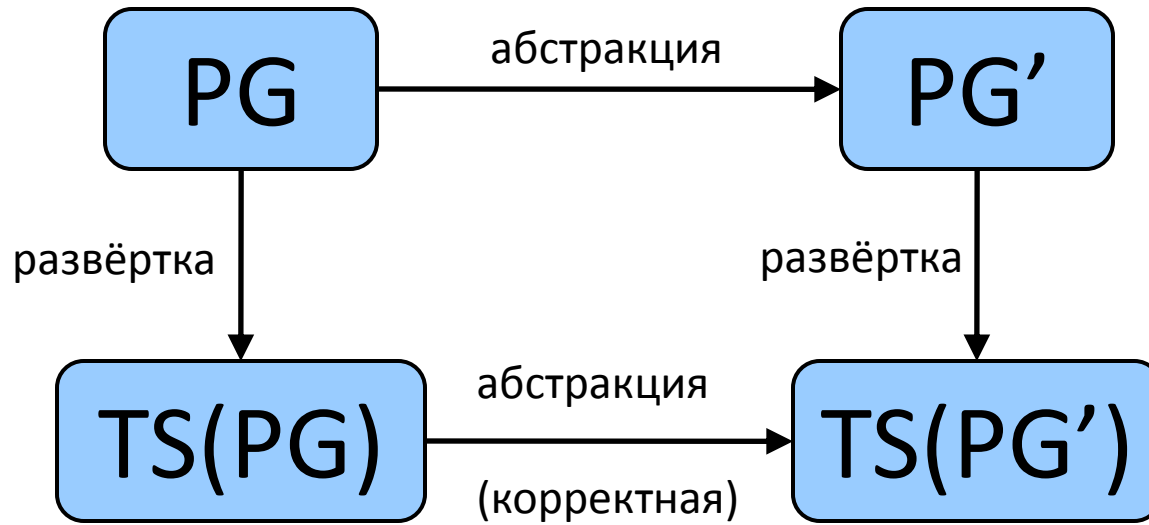 PG
абстракция
PG’
развёртка
развёртка
TS(PG)
абстракция
(корректная)
TS(PG’)